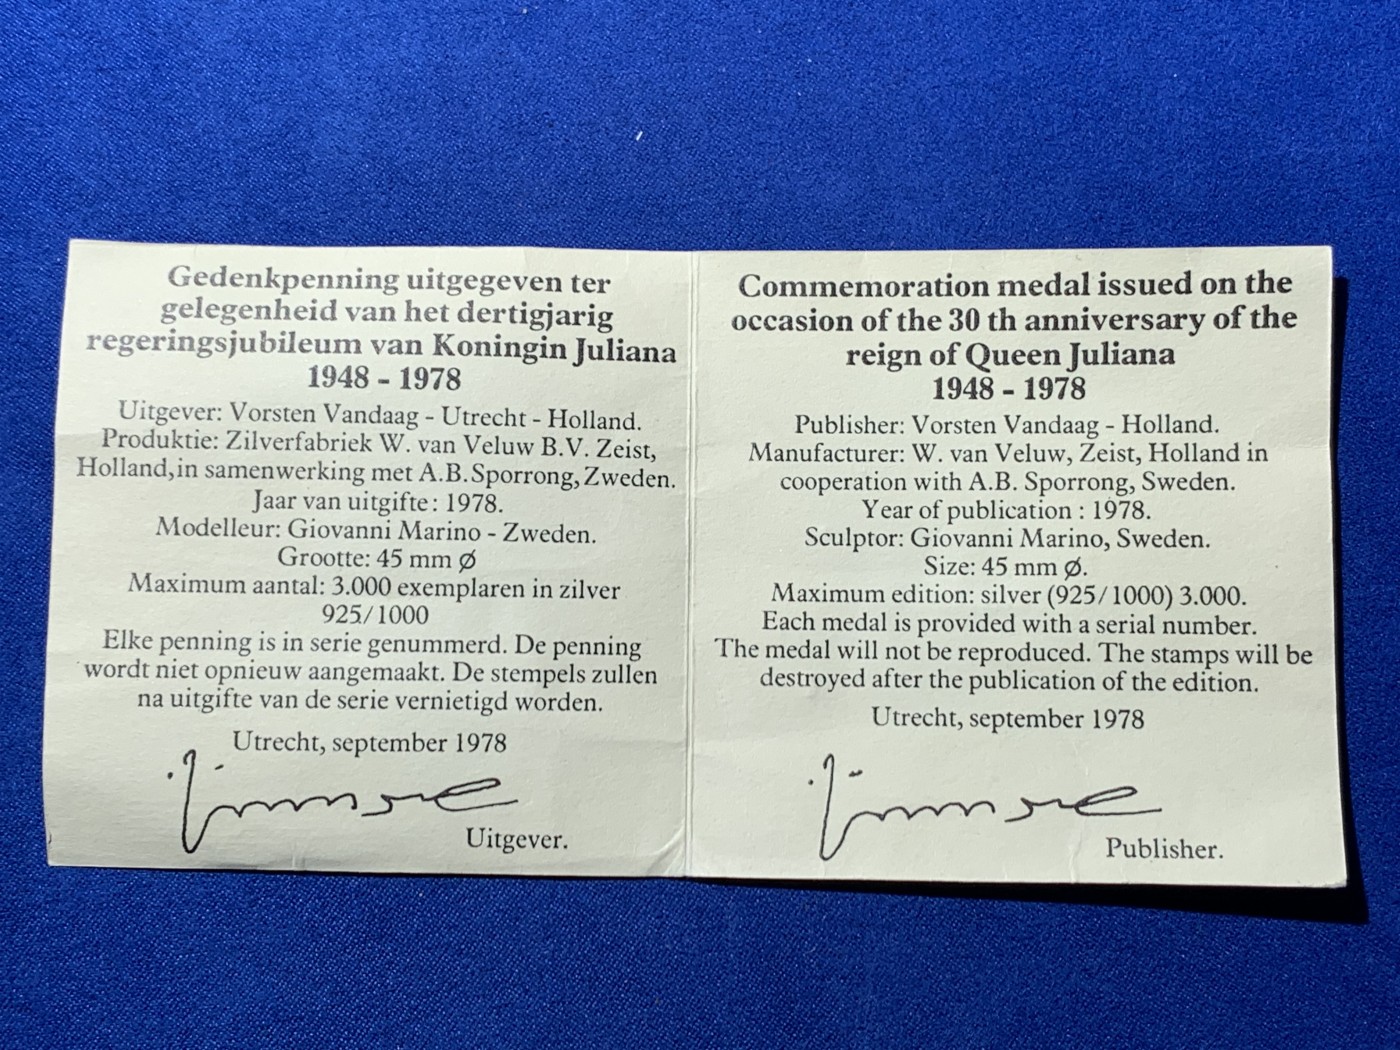 Gedenkpenning uitgegeven ter
gelegenheid van het dertigjarig
regeringsjubileum van Koningin Juliana
1948 - 1978
Uitgever: Vorsten Vandaag - Utrecht - Holland.
Produktie: Zilverfabriek W. van Veluw B.V. Zeist,
Holland, in samenwerking met A.B. Sporrong, Zweden.
Jaar van uitgifte: 1978.
Modelleur: Giovanni Marino - Zweden.
Grootte: 45 mm Ø
Maximum aantal: 3.000 exemplaren in zilver
925/1000
Elke penning is in serie genummerd. De penning
wordt niet opnieuw aangemaakt. De stempels zullen
na uitgifte van de serie vernietigd worden.
Utrecht, september 1978
Uitgever.
Commemoration medal issued on the
occasion of the 30 th anniversary of the
reign of Queen Juliana
1948 - 1978
Publisher: Vorsten Vandaag - Holland.
Manufacturer: W. van Veluw, Zeist, Holland in
cooperation with A.B. Sporrong, Sweden.
Year of publication : 1978.
Sculptor: Giovanni Marino, Sweden.
Size: 45 mm Ø.
Maximum edition: silver (925/1000) 3.000.
Each medal is provided with a serial number.
The medal will not be reproduced. The stamps will be
destroyed after the publication of the edition.
Utrecht, september 1978
Publisher.